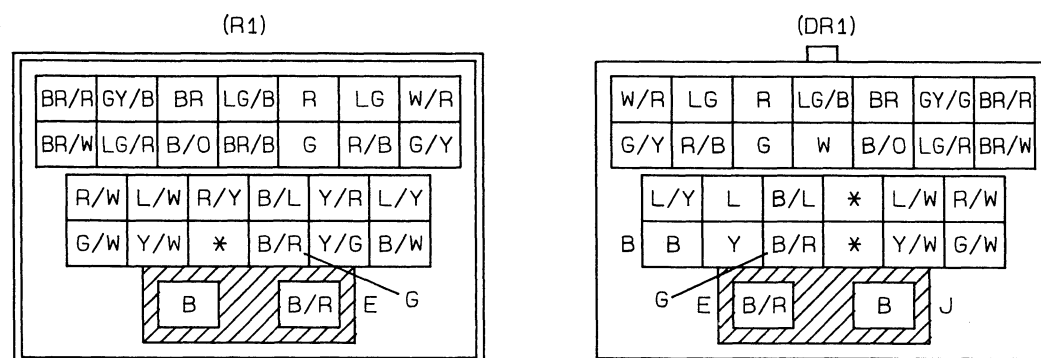 (R1)
BR/R GY/B BR LG/B R LG W/R
BR/W LG/R B/O BR/B G R/B G/Y
R/W L/W R/Y B/L Y/R L/Y
G/W Y/W * B/R Y/G B/W
B B/R E G
(DR1)
W/R LG R LG/B BR GY/G BR/R
G/Y R/B G W B/O LG/R BR/W
L/Y L B/L * L/W R/W
B B Y B/R * Y/W G/W
G E B/R B J